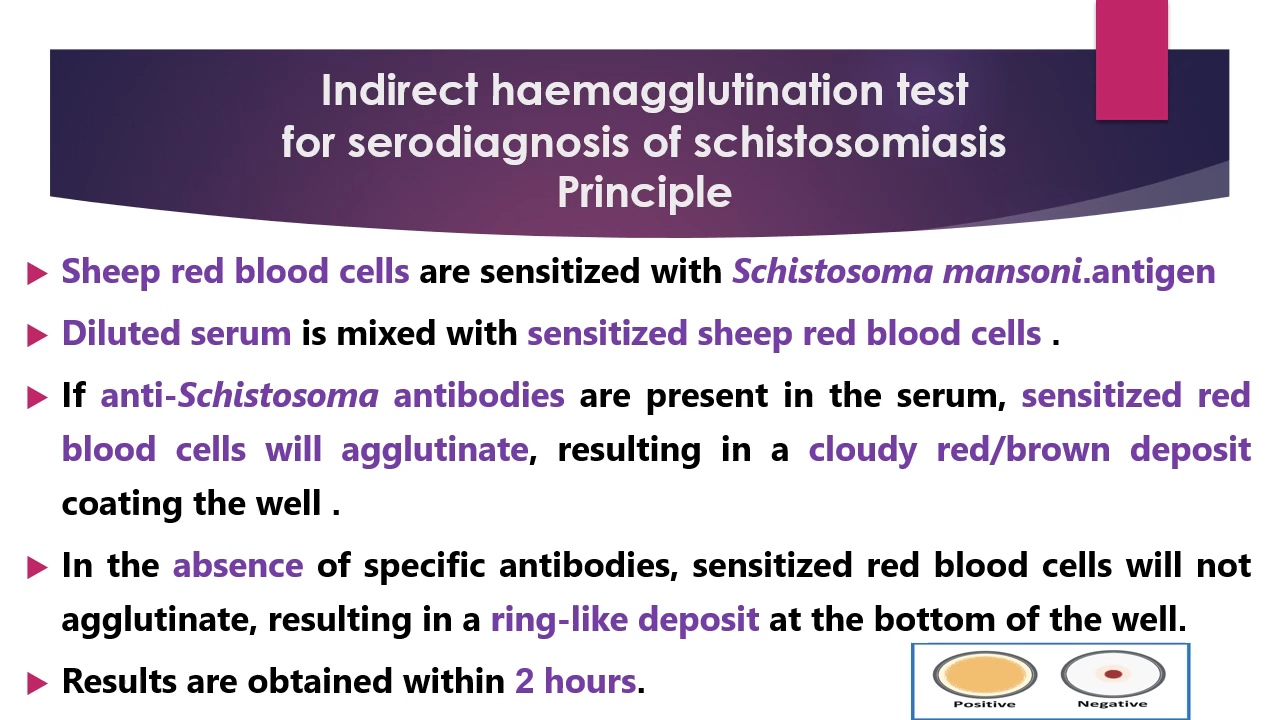 Indirect haemagglutination test
for serodiagnosis of schistosomiasis
Principle
Sheep red blood cells are sensitized with Schistosoma mansoni.antigen
Diluted serum is mixed with sensitized sheep red blood cells .
If anti-Schistosoma antibodies are present in the serum, sensitized red
blood cells will agglutinate, resulting in a cloudy red/brown deposit
coating the well .
In the absence of specific antibodies, sensitized red blood cells will not
agglutinate, resulting in a ring-like deposit at the bottom of the well.
Results are obtained within 2 hours.
Positive Negative